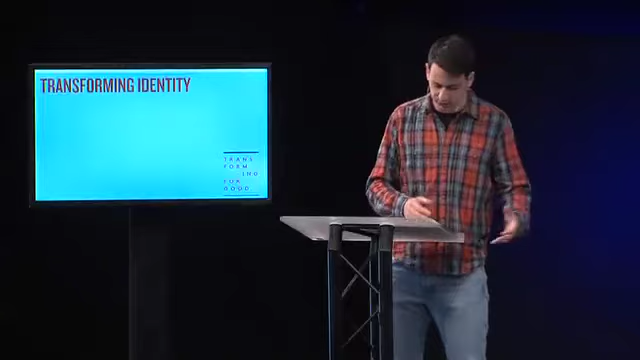 TRANSFORMING IDENTITY
TRANS
FORM
ING
FOR
GOOD